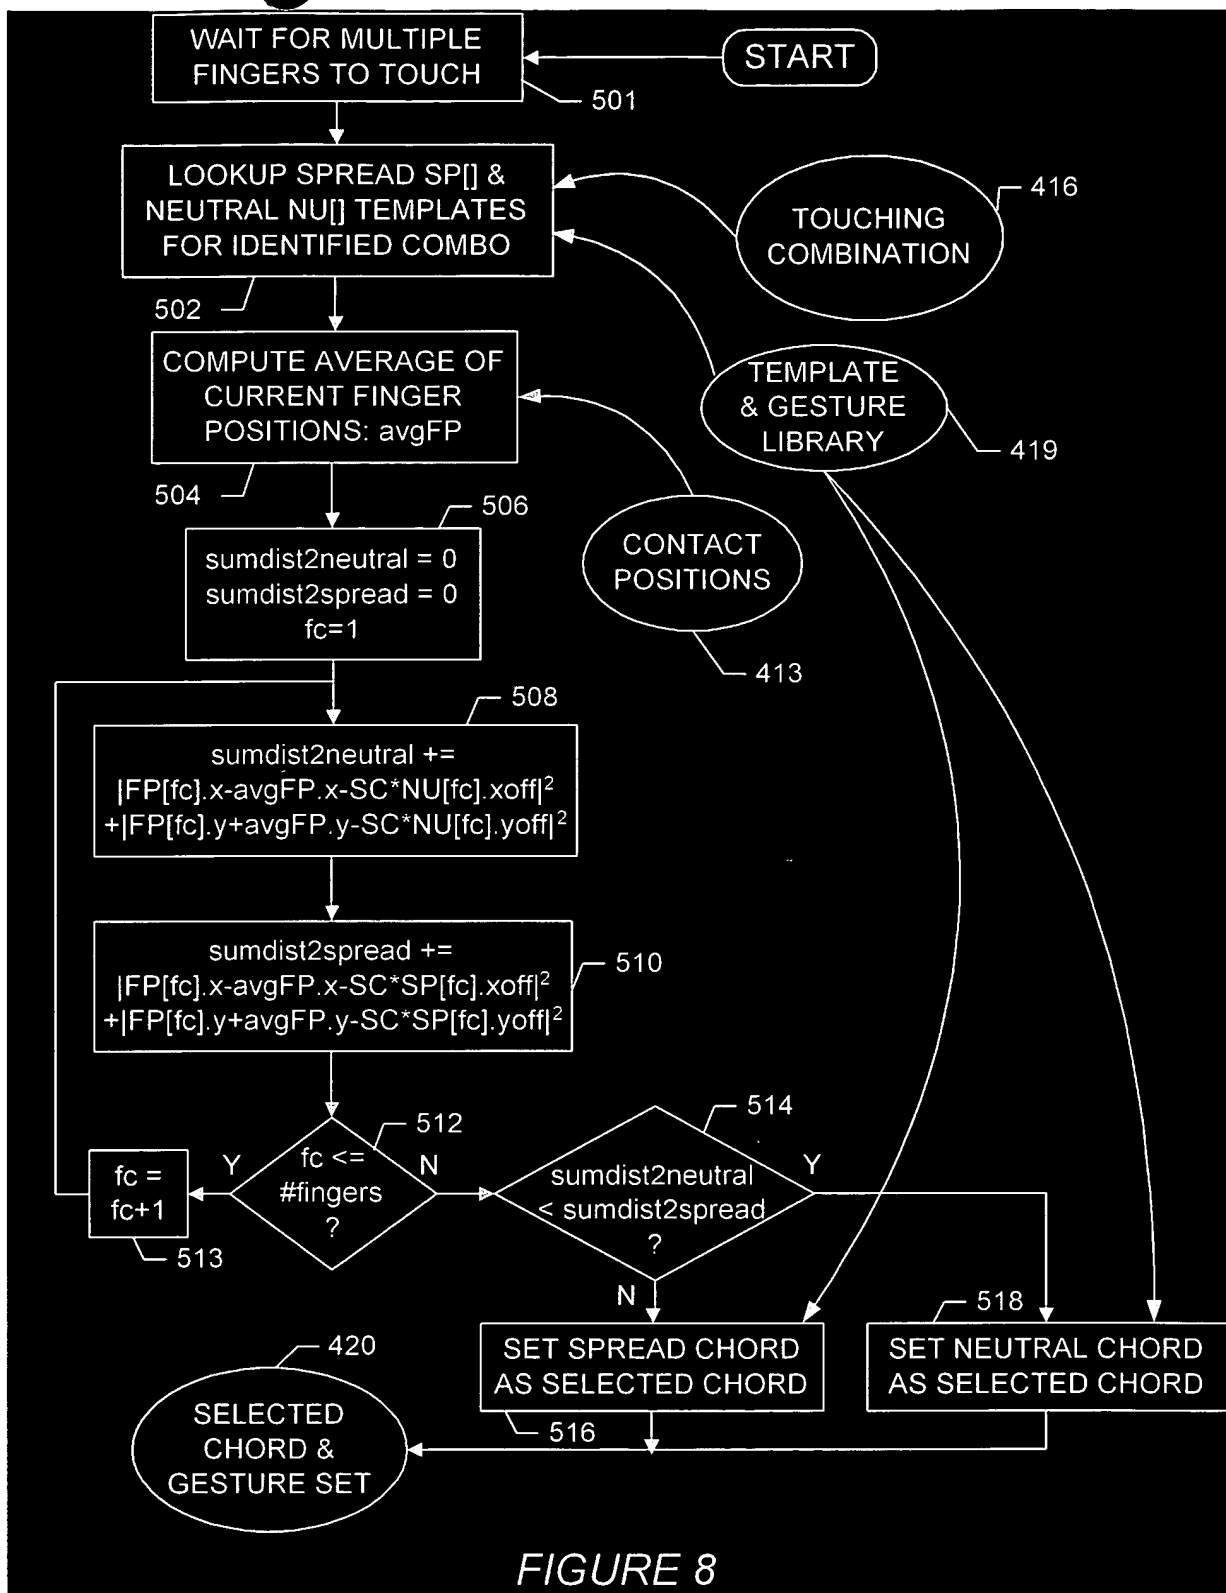 WAIT FOR MULTIPLE
FINGERS TO TOUCH
START
501
LOOKUP SPREAD SP[] &
NEUTRAL NU[] TEMPLATES
FOR IDENTIFIED COMBO
502
TOUCHING
COMBINATION
416
COMPUTE AVERAGE OF
CURRENT FINGER
POSITIONS: avgFP
504
TEMPLATE
& GESTURE
LIBRARY
419
506
sumdist2neutral = 0
sumdist2spread = 0
fc=1
CONTACT
POSITIONS
413
508
sumdist2neutral +=
|FP[fc].x-avgFP.x-SC*NU[fc].xoff|²
+|FP[fc].y+avgFP.y-SC*NU[fc].yoff|²
sumdist2spread +=
|FP[fc].x-avgFP.x-SC*SP[fc].xoff|²
+|FP[fc].y+avgFP.y-SC*SP[fc].yoff|²
510
512
fc <=
#fingers
?
Y
N
fc =
fc+1
513
514
sumdist2neutral
< sumdist2spread
?
Y
N
SET SPREAD CHORD
AS SELECTED CHORD
516
518
SET NEUTRAL CHORD
AS SELECTED CHORD
420
SELECTED
CHORD &
GESTURE SET
FIGURE 8